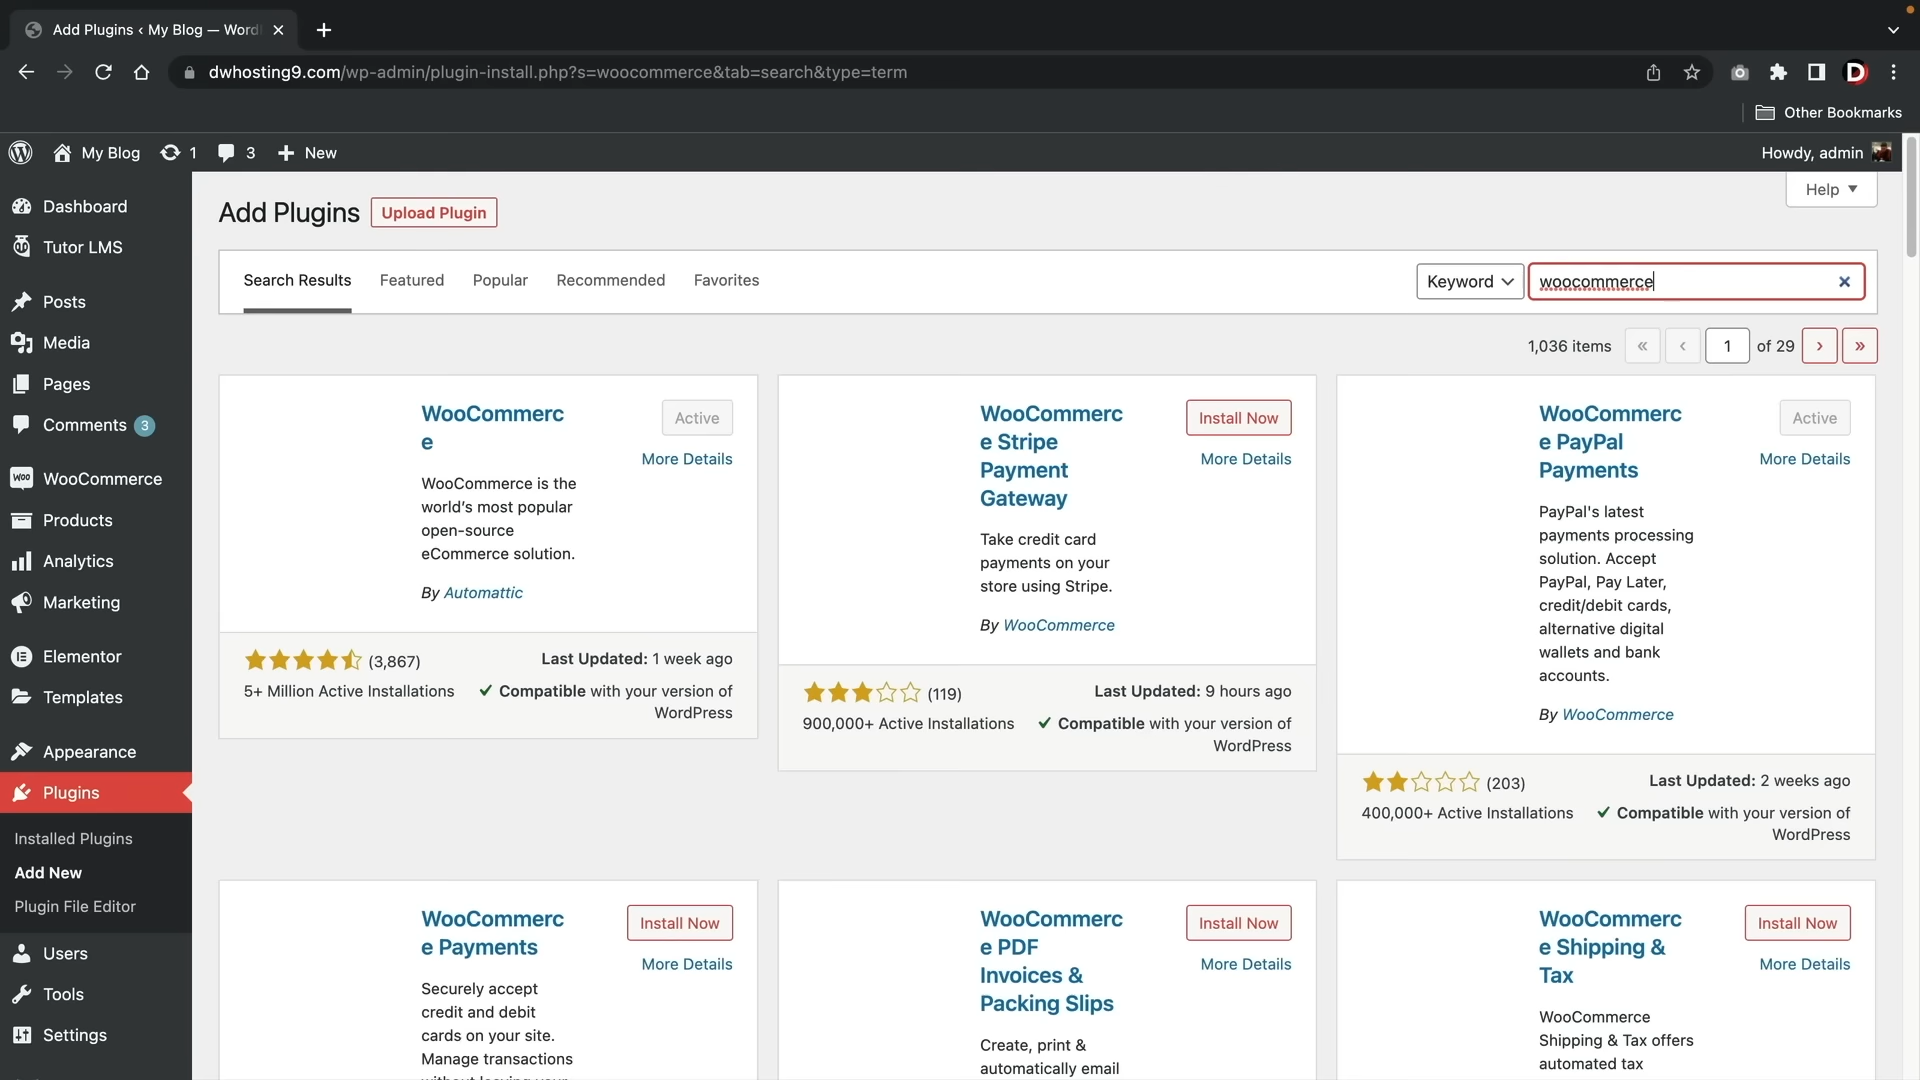 Add Plugins ‹ My Blog — Word
dwhosting9.com/wp-admin/plugin-install.php?s=woocommerce&tab=search&type=term
D
Other Bookmarks
My Blog
1
3
New
Howdy, admin
Dashboard
Tutor LMS
Posts
Media
Pages
Comments 3
Woo WooCommerce
Products
Analytics
Marketing
Elementor
Templates
Appearance
Plugins
Installed Plugins
Add New
Plugin File Editor
Users
Tools
Settings
Help
Add Plugins
Upload Plugin
Search Results
Featured
Popular
Recommended
Favorites
Keyword
woocommerce
1,036 items
«
‹
1
of 29
›
»
WooCommerc
e
Active
More Details
WooCommerce is the
world's most popular
open-source
eCommerce solution.
By Automattic
(3,867)
Last Updated: 1 week ago
5+ Million Active Installations
Compatible with your version of
WordPress
WooCommerc
e Stripe
Payment
Gateway
Install Now
More Details
Take credit card
payments on your
store using Stripe.
By WooCommerce
(119)
Last Updated: 9 hours ago
900,000+ Active Installations
Compatible with your version of
WordPress
WooCommerc
e PayPal
Payments
Active
More Details
PayPal's latest
payments processing
solution. Accept
PayPal, Pay Later,
credit/debit cards,
alternative digital
wallets and bank
accounts.
By WooCommerce
(203)
Last Updated: 2 weeks ago
400,000+ Active Installations
Compatible with your version of
WordPress
WooCommerc
e Payments
Install Now
More Details
Securely accept
credit and debit
cards on your site.
Manage transactions
WooCommerc
e PDF
Invoices &
Packing Slips
Install Now
More Details
Create, print &
automatically email
WooCommerc
e Shipping &
Tax
Install Now
More Details
WooCommerce
Shipping & Tax offers
automated tax